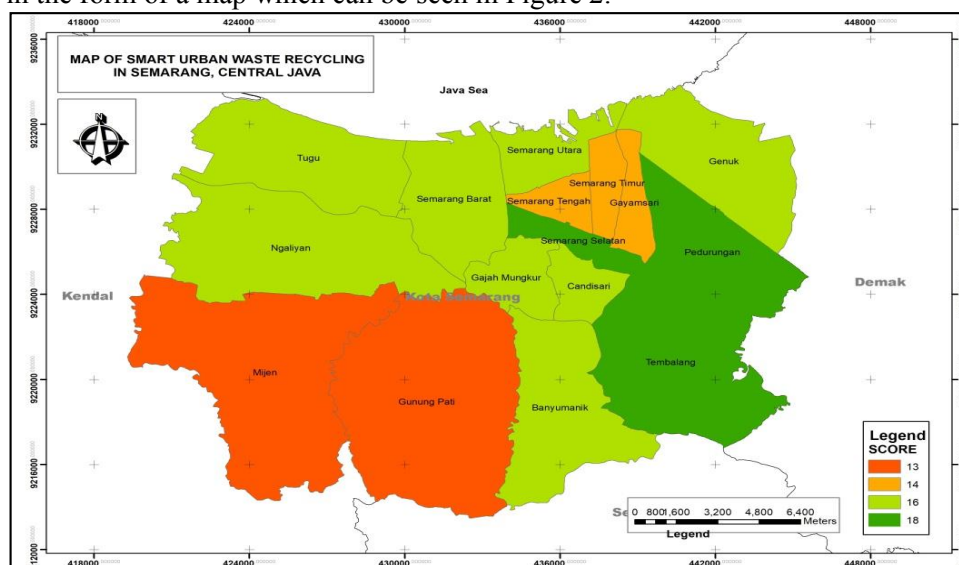 in the form of a map which can be seen in Figure 2.
418000 424000 430000 436000 442000 448000
MAP OF SMART URBAN WASTE RECYCLING
IN SEMARANG, CENTRAL JAVA
9236000
Java Sea
N
9232000
Semarang Utara
Tugu
Genuk
Semarang Timur
Semarang Barat
Semarang Tengah
Gayamsari
9228000
Semarang Selatan
Ngaliyan
Pedurungan
Gajah Mungkur
Candisari
Kendal
Kota Semarang
Demak
9224000
Tembalang
Mijen
9220000
Gunung Pati
Banyumanik
Legend
SCORE
13
14
16
18
9216000
0 800 1,600 3,200 4,800 6,400
Meters
Legend
12000
418000 424000 430000 436000 442000 448000